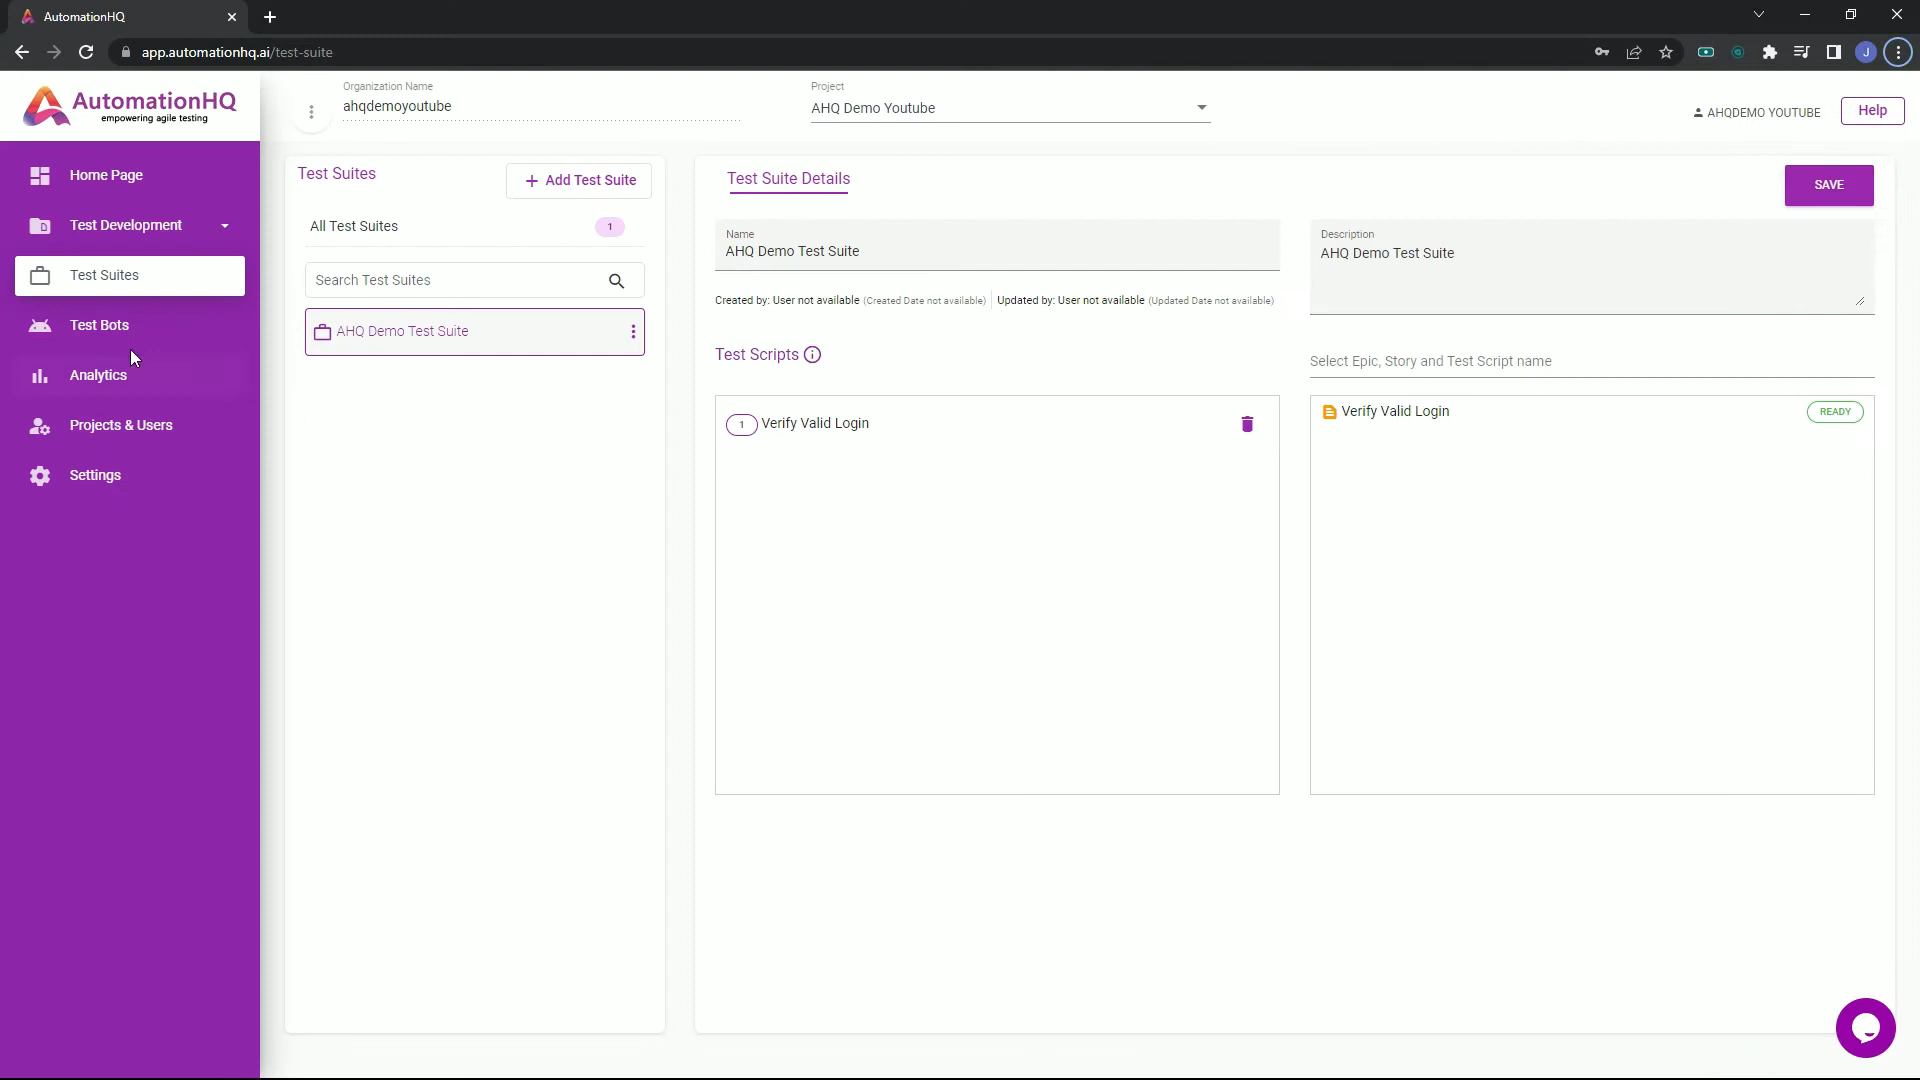 AutomationHQ
app.automationhq.ai/test-suite
J
AutomationHQ
empowering agile testing
Organization Name
ahqdemoyoutube
Project
AHQ Demo Youtube
AHQDEMO YOUTUBE
Help
Home Page
Test Development
Test Suites
Test Bots
Analytics
Projects & Users
Settings
Test Suites
+ Add Test Suite
All Test Suites 1
Search Test Suites
AHQ Demo Test Suite
Test Suite Details
SAVE
Name
AHQ Demo Test Suite
Description
AHQ Demo Test Suite
Created by: User not available (Created Date not available) Updated by: User not available (Updated Date not available)
Test Scripts
Select Epic, Story and Test Script name
1 Verify Valid Login
Verify Valid Login READY